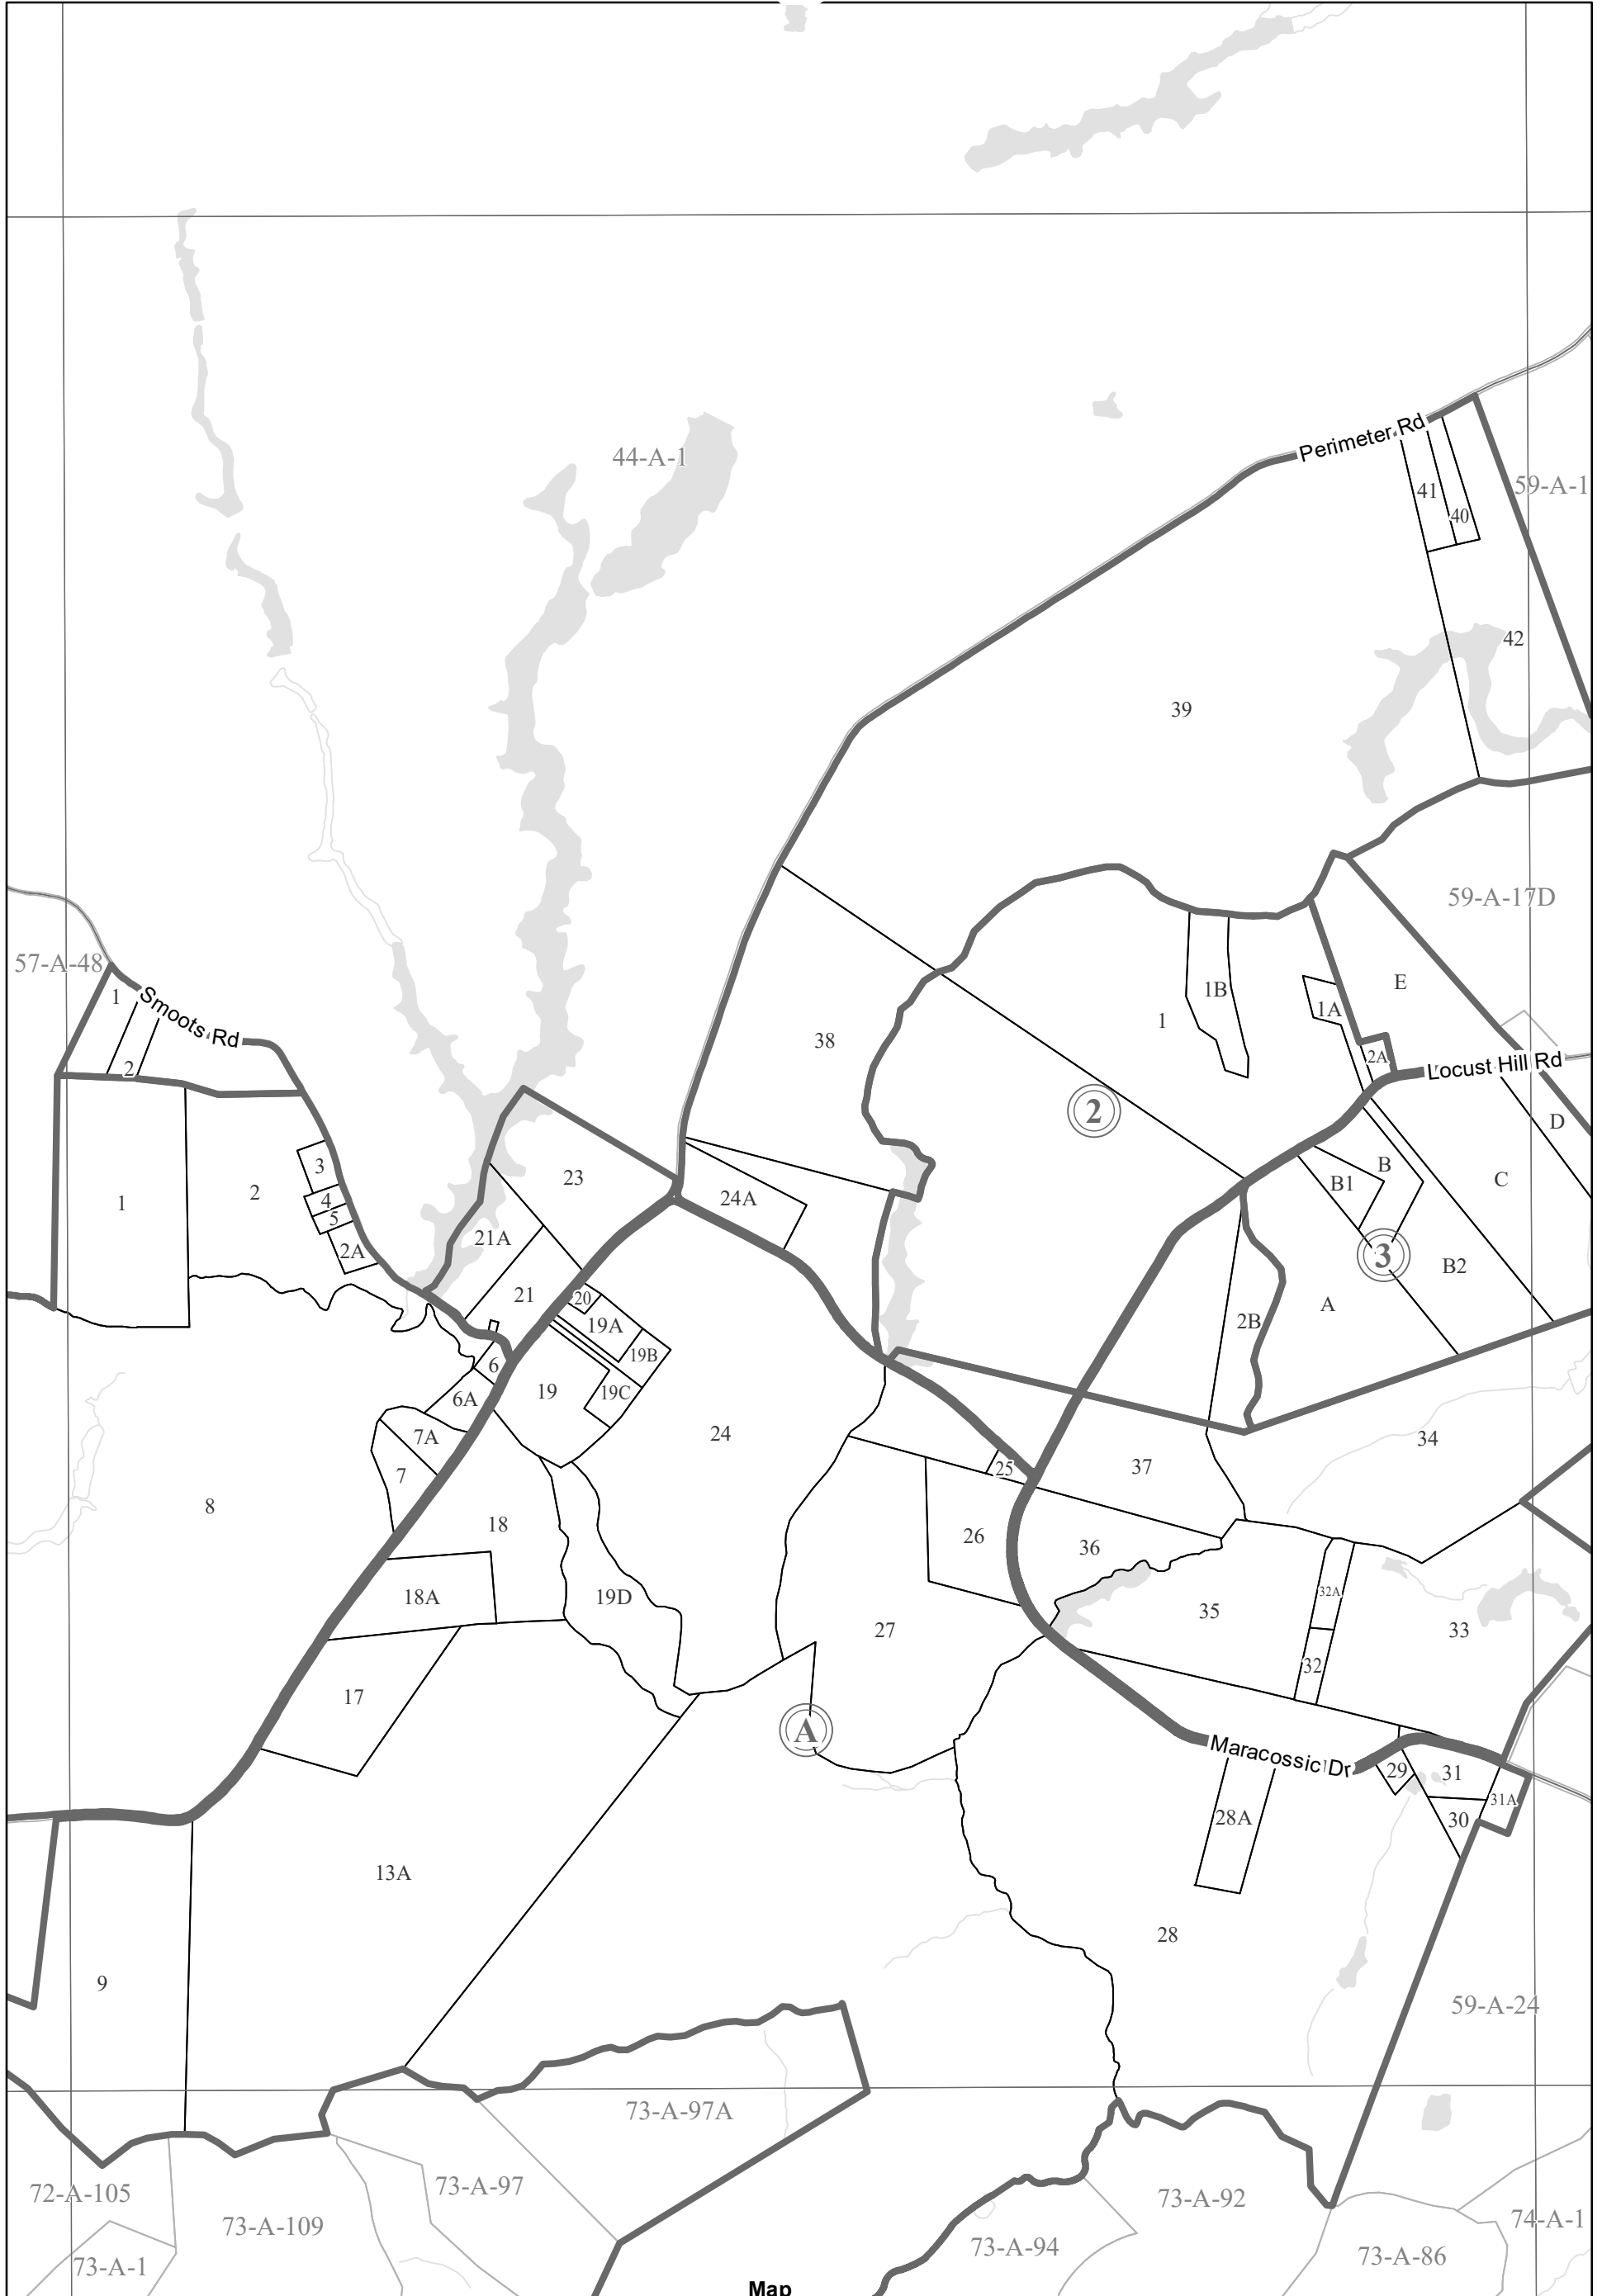 44-A-1
Perimeter Rd
41
40
59-A-1
42
39
59-A-17D
57-A-48
1
Smoots Rd
2
38
1
1B
1A
E
2A
Locust Hill Rd
D
2
3
4
5
2A
1
2
23
24A
21A
21
20
19A
19B
19C
19
6
6A
7A
7
B
B1
C
3
B2
A
2B
24
34
37
25
26
36
8
18
18A
19D
27
35
32A
32
33
17
A
Maracossic Dr
29
31
31A
30
28A
13A
28
9
59-A-24
73-A-97A
73-A-97
72-A-105
73-A-109
73-A-1
73-A-92
73-A-94
74-A-1
73-A-86
Map